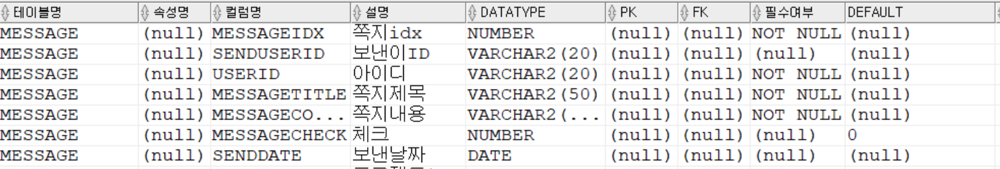 테이블명 속성명 컬럼명 설명 DATATYPE PK FK 필수여부 DEFAULT
MESSAGE (null) MESSAGEIDX 쪽지idx NUMBER (null) (null) NOT NULL (null)
MESSAGE (null) SENDUSERID 보낸이ID VARCHAR2(20) (null) (null) (null) (null)
MESSAGE (null) USERID 아이디 VARCHAR2(20) (null) (null) NOT NULL (null)
MESSAGE (null) MESSAGETITLE 쪽지제목 VARCHAR2(50) (null) (null) NOT NULL (null)
MESSAGE (null) MESSAGECO... 쪽지내용 VARCHAR2(... (null) (null) NOT NULL (null)
MESSAGE (null) MESSAGECHECK 체크 NUMBER (null) (null) (null) 0
MESSAGE (null) SENDDATE 보낸날짜 DATE (null) (null) (null) (null)